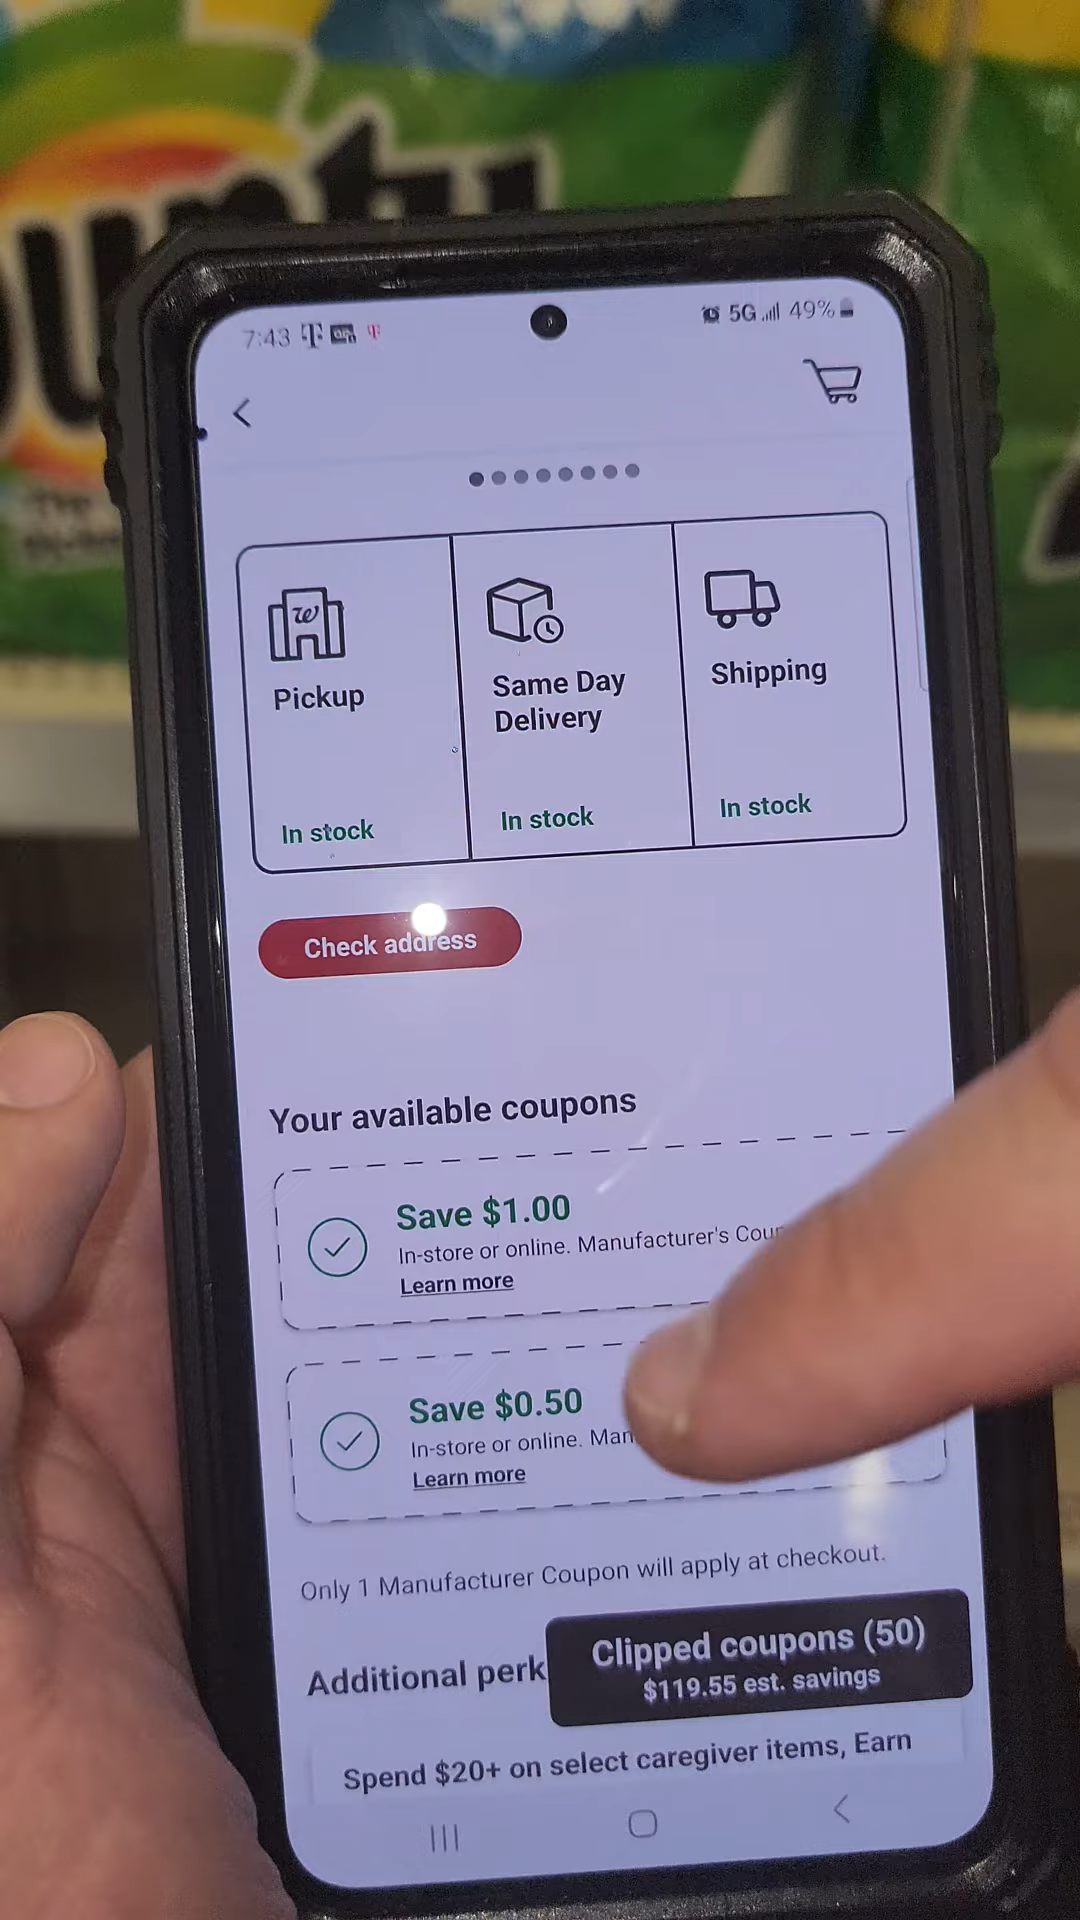 7:43
5G 49%
w
Pickup
Same Day
Delivery
Shipping
In stock
In stock
In stock
Check address
Your available coupons
Save $1.00
In-store or online. Manufacturer's
Learn more
Save $0.50
In-store or online.
Learn more
Only 1 Manufacturer Coupon will apply at checkout.
Clipped coupons (50)
$119.55 est. savings
Additional perk
Spend $20+ on select caregiver items, Earn